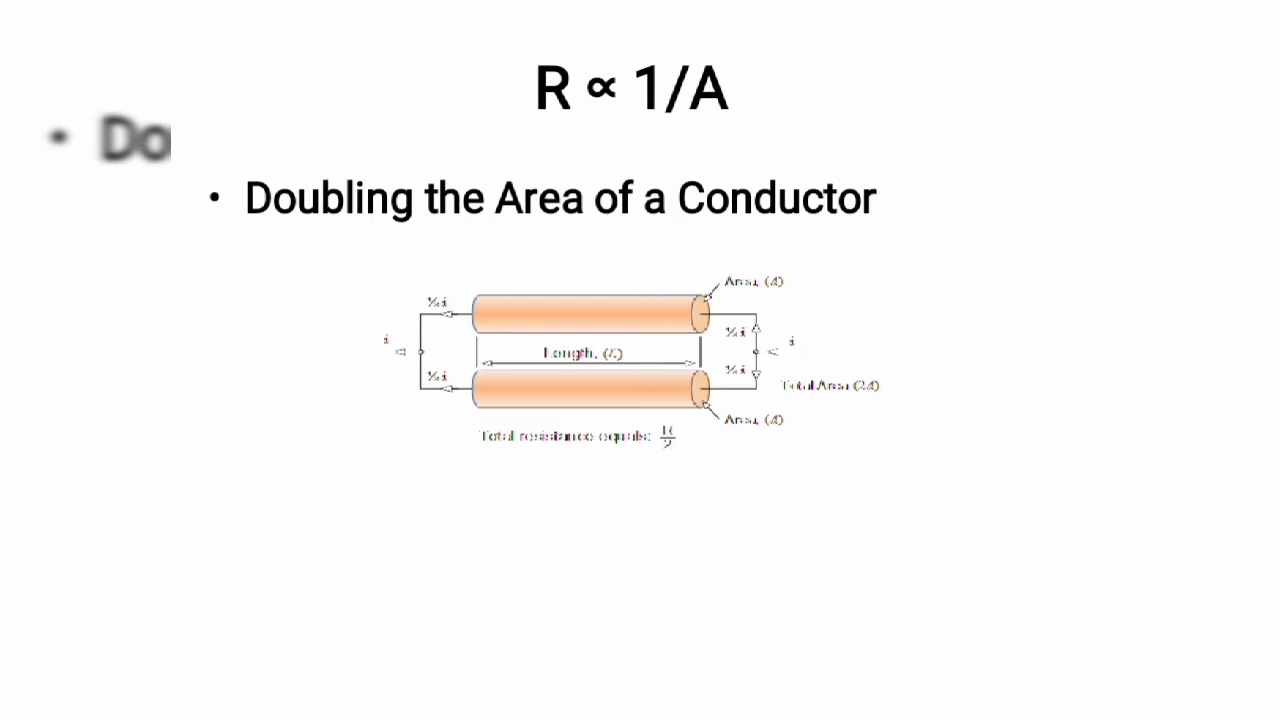 R ∝ 1/A
Do
• Doubling the Area of a Conductor
Area, (A)
½ i
½ i
i
i
Length, (L)
½ i
½ i
Total Area (2A)
Area, (A)
Total resistance equals: R/2